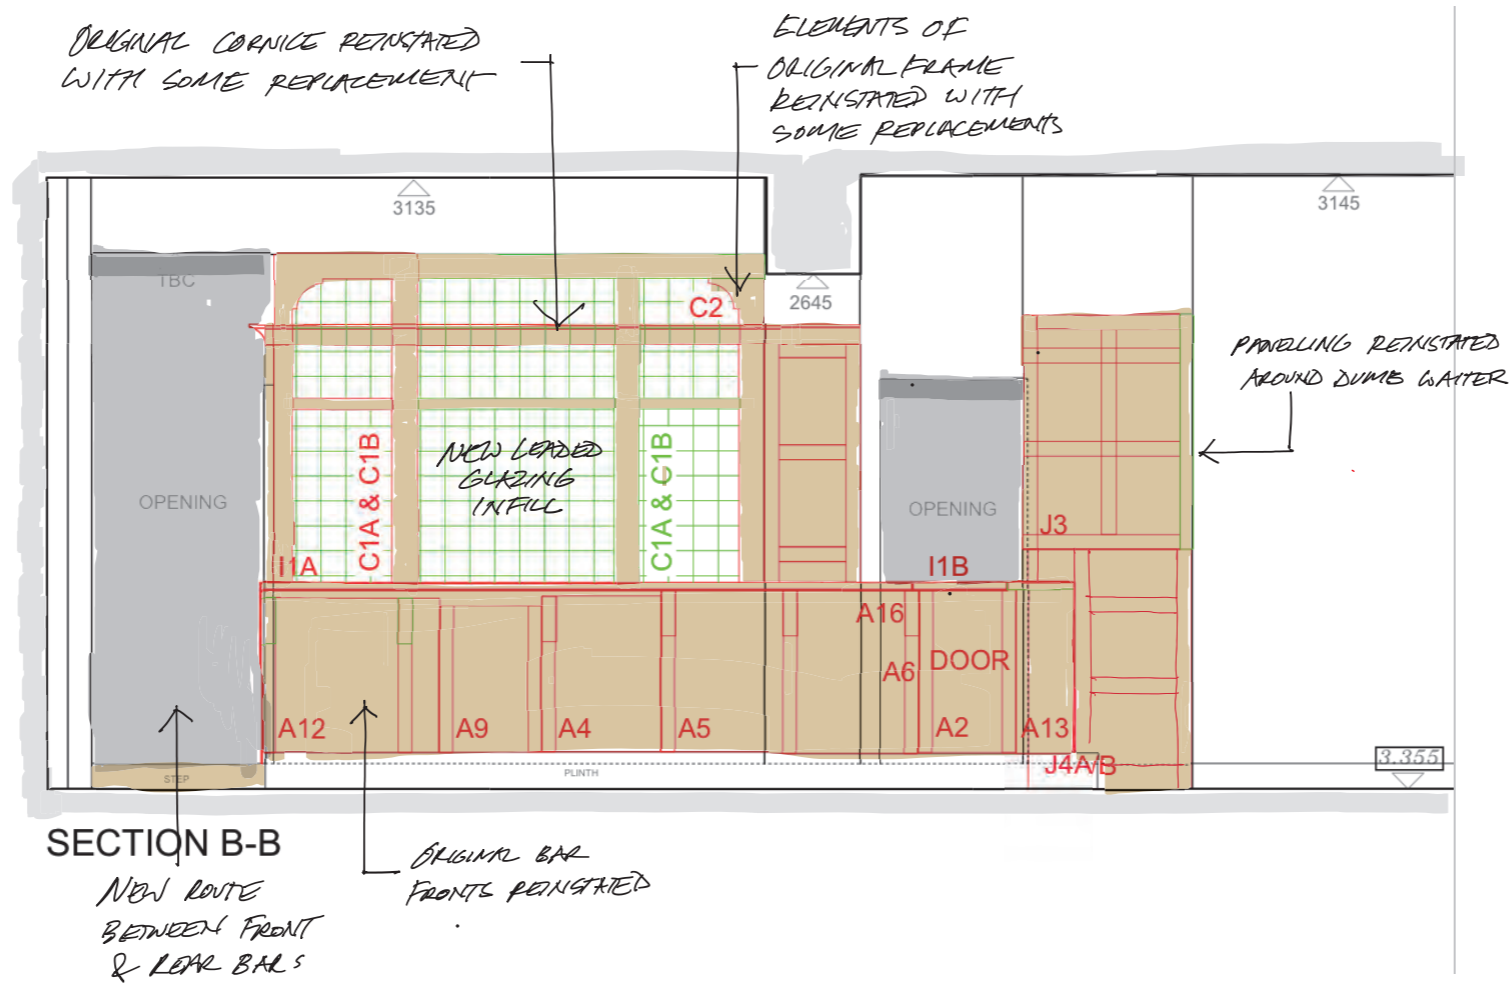 ORIGINAL CORNICE REINSTATED
WITH SOME REPLACEMENT
ELEMENTS OF
ORIGINAL FRAME
REINSTATED WITH
SOME REPLACEMENTS
3135
3145
TBC
2645
C2
PANELLING REINSTATED
AROUND DUMB WAITER
OPENING
C1A & C1B
NEW LEADED
GLAZING
INFILL
C1A & C1B
OPENING
J3
1A
I1B
A16
A6
DOOR
A12
A9
A4
A5
A2
A13
J4A/B
STEP
PLINTH
3.355
SECTION B-B
NEW ROUTE
BETWEEN FRONT
& REAR BARS
ORIGINAL BAR
FRONTS REINSTATED